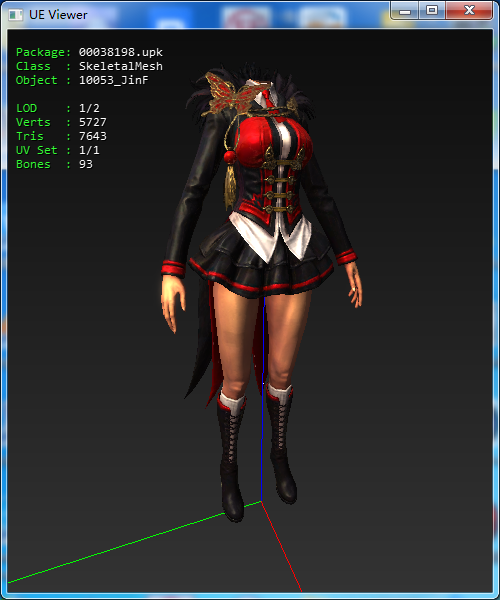 UE Viewer
Package: 00038198.upk
Class : SkeletalMesh
Object : 10053_JinF
LOD : 1/2
Verts : 5727
Tris : 7643
UV Set : 1/1
Bones : 93